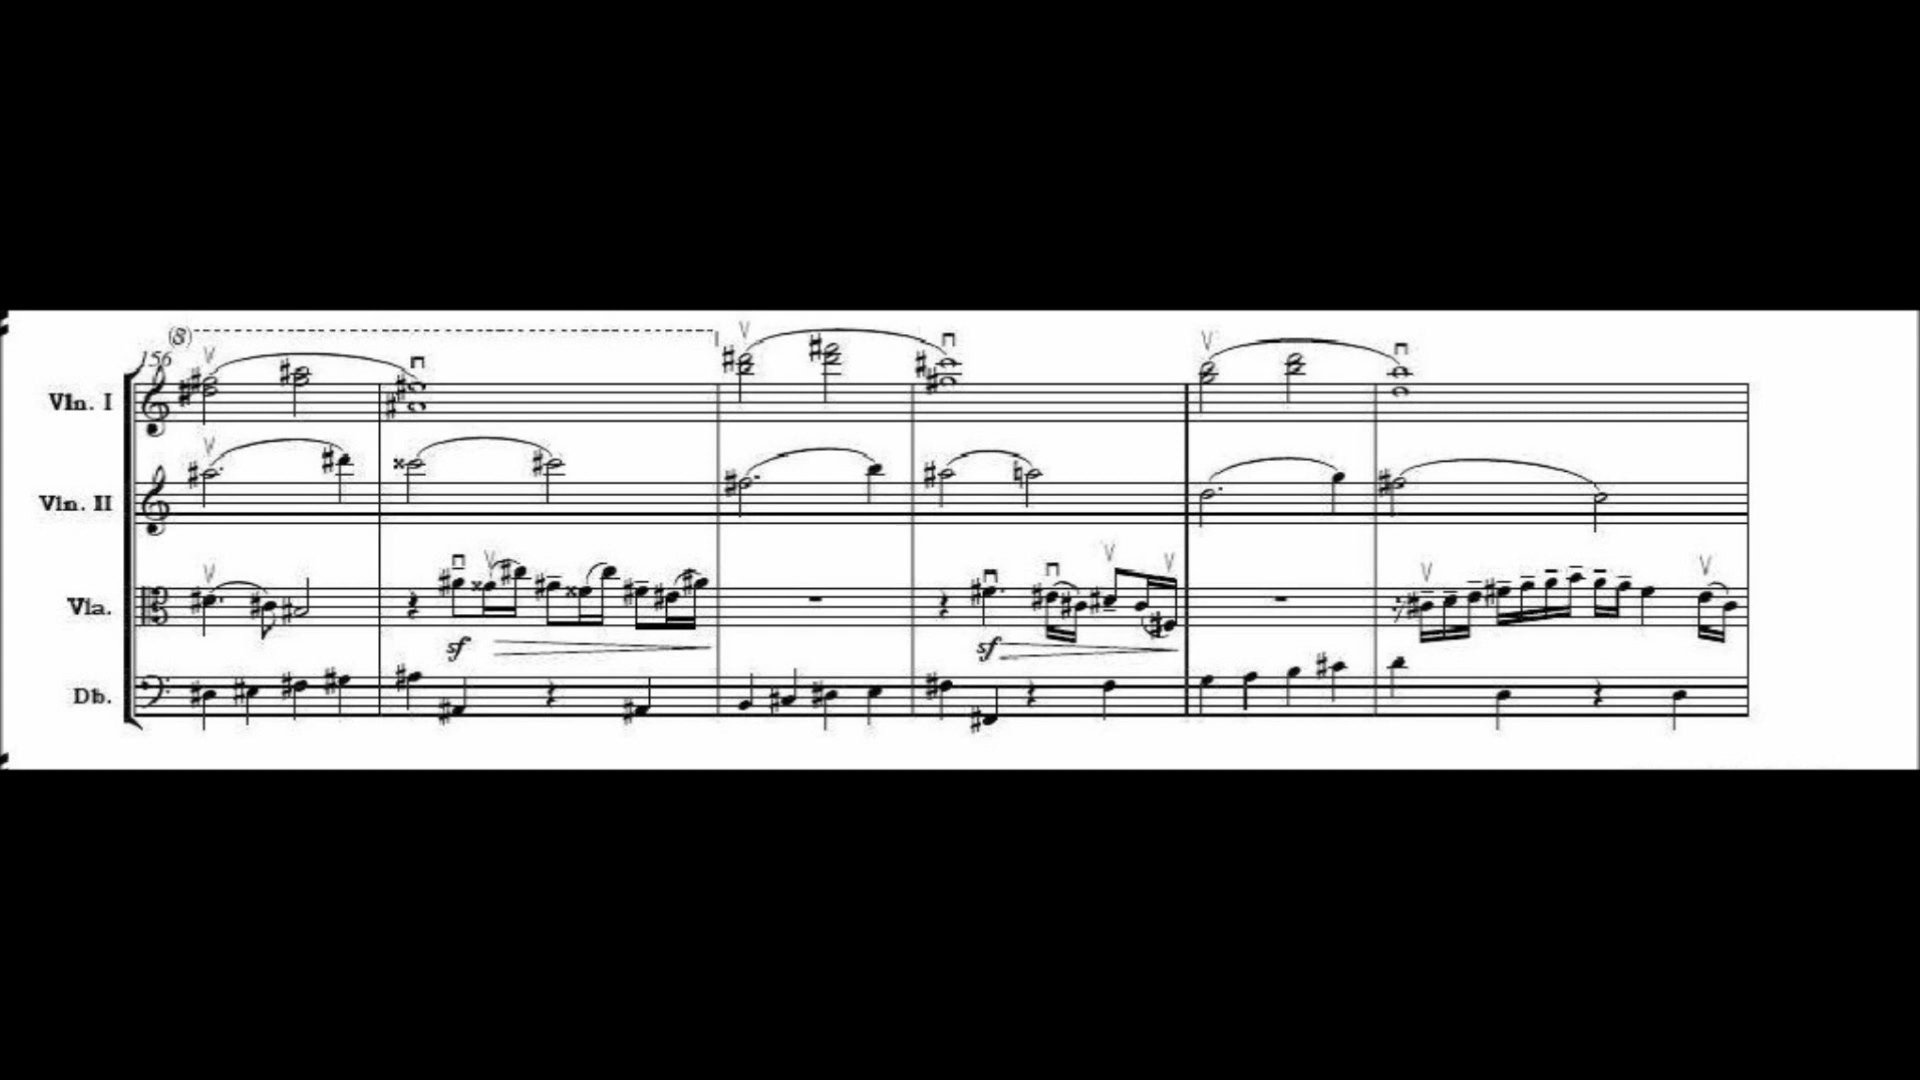 (8)
156
Vln. I
Vln. II
Vla.
sf
sf
Db.